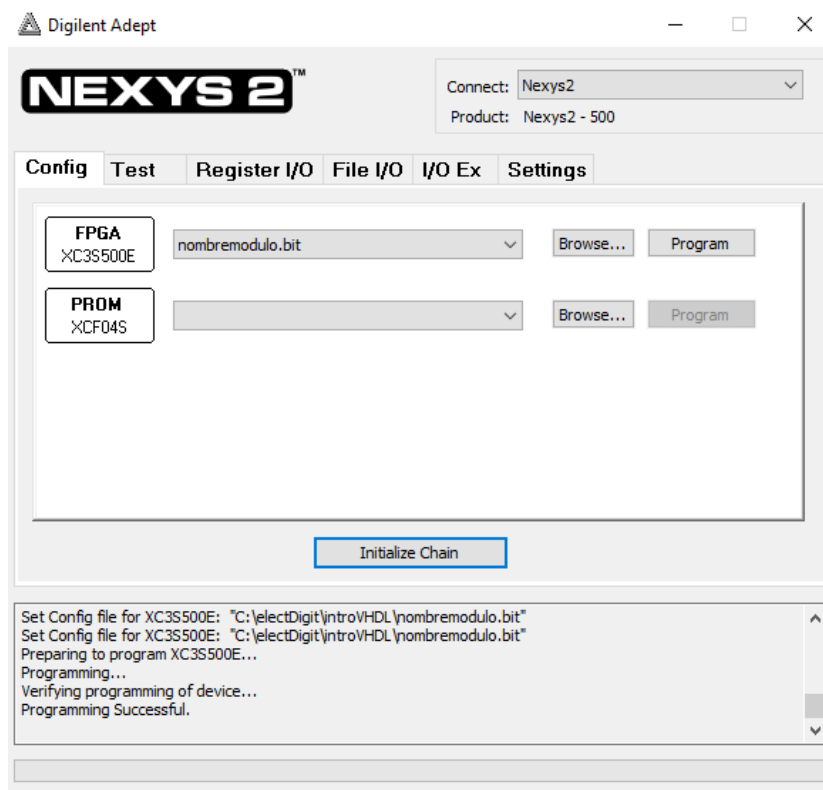 Digilent Adept
NEXYS 2™
Connect: Nexys2
Product: Nexys2 - 500
Config Test Register I/O File I/O I/O Ex Settings
FPGA
XC3S500E
nombremodulo.bit Browse... Program
PROM
XCF04S
Browse... Program
Initialize Chain
Set Config file for XC3S500E: "C:\electDigit\introVHDL\nombremodulo.bit"
Set Config file for XC3S500E: "C:\electDigit\introVHDL\nombremodulo.bit"
Preparing to program XC3S500E...
Programming...
Verifying programming of device...
Programming Successful.